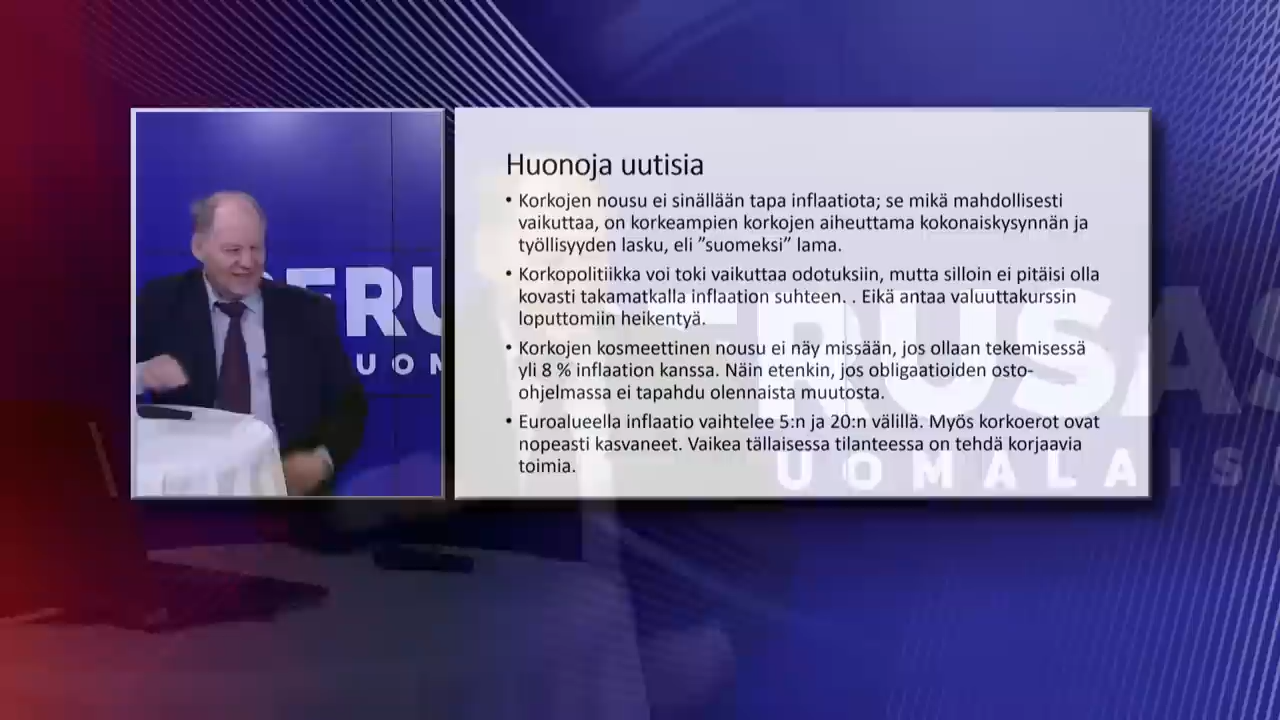 Huonoja uutisia
• Korkojen nousu ei sinällään tapa inflaatiota; se mikä mahdollisesti
vaikuttaa, on korkeampien korkojen aiheuttama kokonaiskysynnän ja
työllisyyden lasku, eli ”suomeksi” lama.
• Korkopolitiikka voi toki vaikuttaa odotuksiin, mutta silloin ei pitäisi olla
kovasti takamatkalla inflaation suhteen. . Eikä antaa valuuttakurssin
loputtomiin heikentyä.
• Korkojen kosmeettinen nousu ei näy missään, jos ollaan tekemisessä
yli 8 % inflaation kanssa. Näin etenkin, jos obligaatioiden osto-
ohjelmassa ei tapahdu olennaista muutosta.
• Euroalueella inflaatio vaihtelee 5:n ja 20:n välillä. Myös korkoerot ovat
nopeasti kasvaneet. Vaikea tällaisessa tilanteessa on tehdä korjaavia
toimia.
ERU
UOM
ERUSAS
UOMALAIS